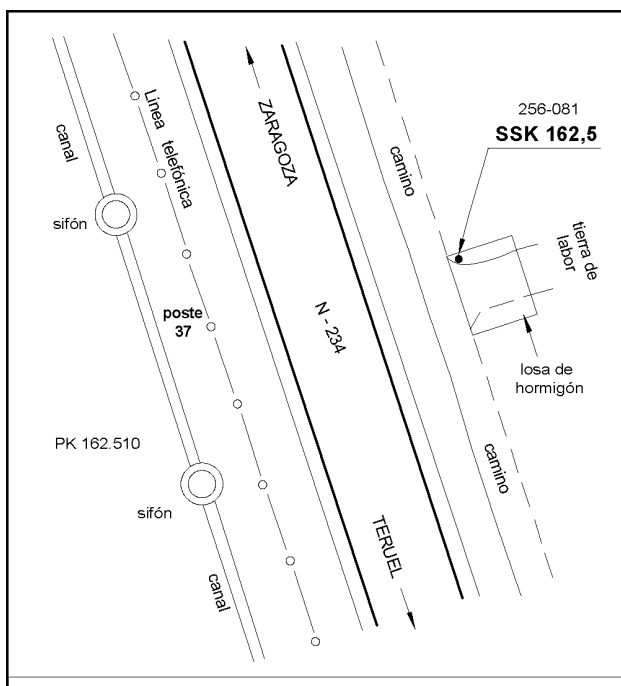 canal
Linea telefónica
ZARAGOZA
camino
256-081
SSK 162,5
sifón
tierra de
labor
poste
37
N - 234
losa de
hormigón
PK 162.510
camino
sifón
TERUEL
canal